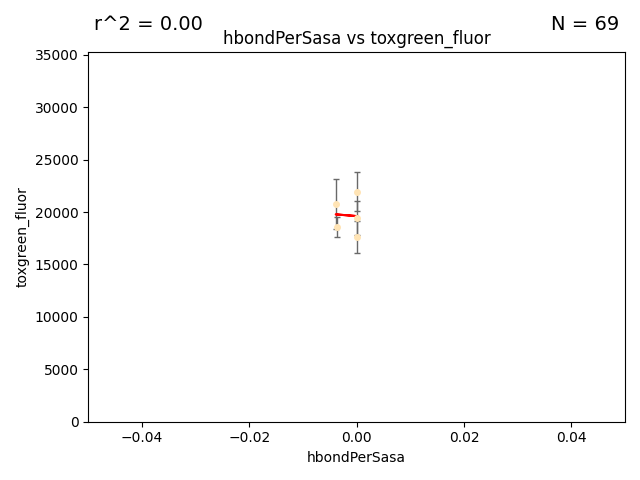 r^2 = 0.00
N = 69
hbondPerSasa vs toxgreen_fluor
35000
30000
25000
20000
15000
10000
5000
0
toxgreen_fluor
−0.04
−0.02
0.00
0.02
0.04
hbondPerSasa